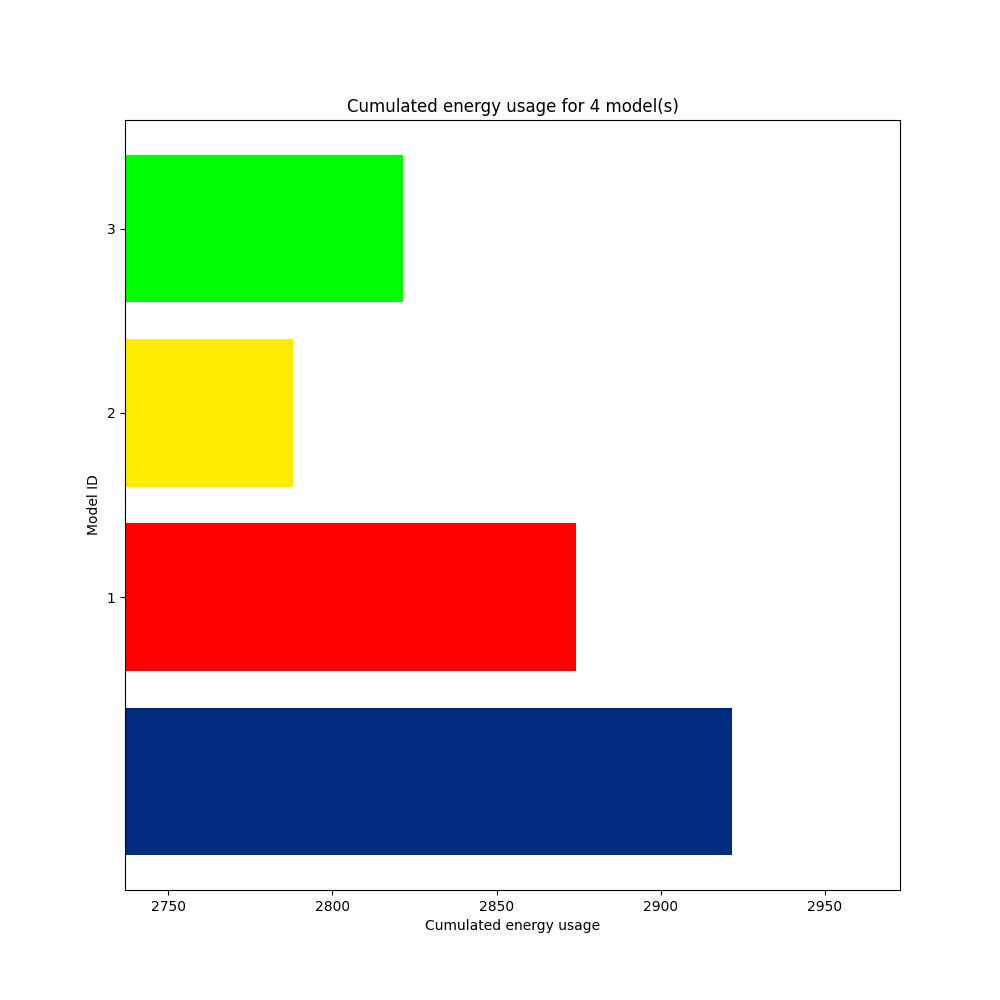 Cumulated energy usage for 4 model(s)
3
2
1
Model ID
2750 2800 2850 2900 2950
Cumulated energy usage